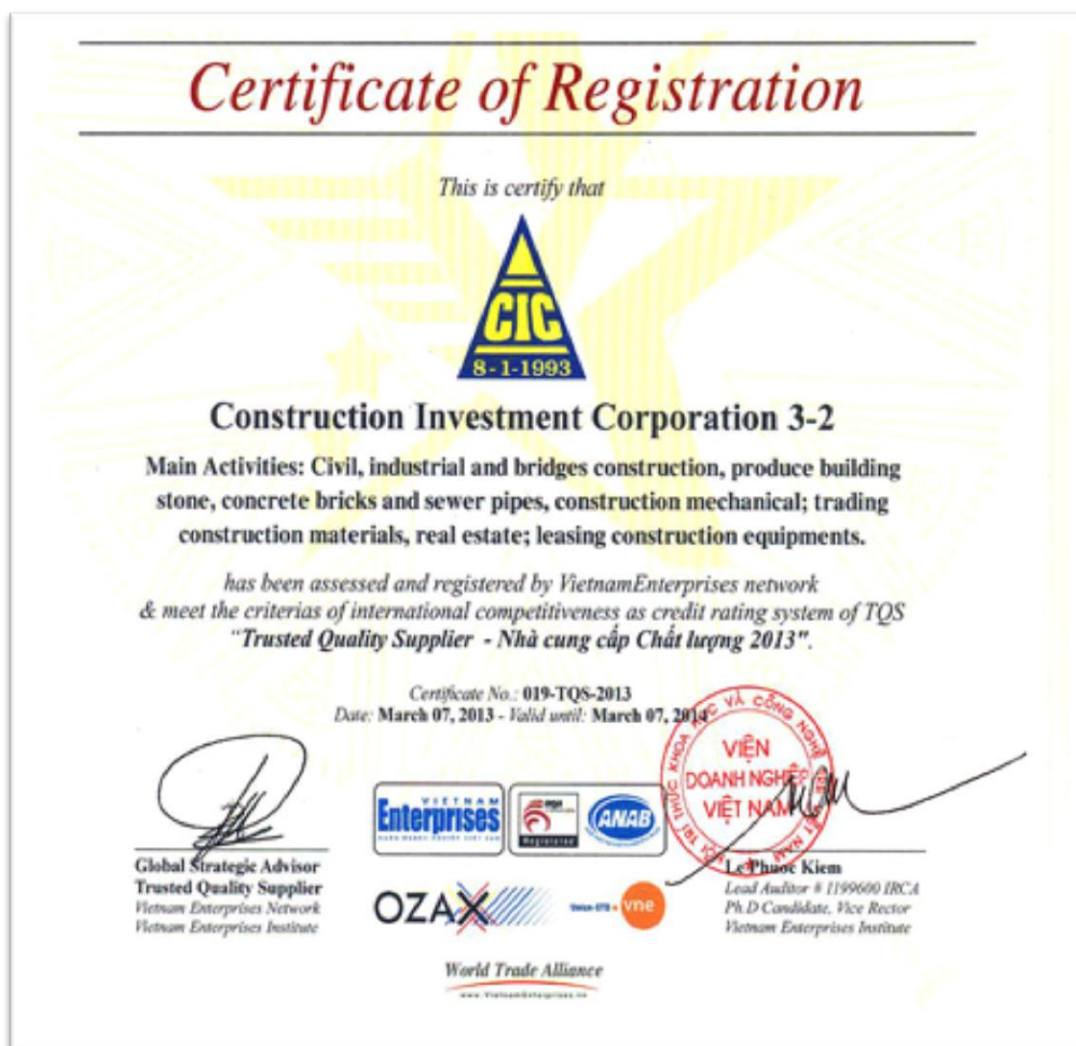 Certificate of Registration
This is certify that
CIC
8-1-1993
Construction Investment Corporation 3-2
Main Activities: Civil, industrial and bridges construction, produce building
stone, concrete bricks and sewer pipes, construction mechanical; trading
construction materials, real estate; leasing construction equipments.
has been assessed and registered by VietnamEnterprises network
& meet the criterias of international competitiveness as credit rating system of TQS
"Trusted Quality Supplier - Nhà cung cấp Chất lượng 2013".
Certificate No.: 019-TQS-2013
Date: March 07, 2013 - Valid until: March 07, 2014
VIỆN
DOANH NGHIỆP
VIỆT NAM
VIETNAM
Enterprises
Registered
ANAB
Global Strategic Advisor
Trusted Quality Supplier
Vietnam Enterprises Network
Vietnam Enterprises Institute
OZAX
vne
Le Phuoc Kiem
Lead Auditor # 1199600 IRCA
Ph.D Candidate, Vice Rector
Vietnam Enterprises Institute
World Trade Alliance
www.VietnamEnterprises.vn